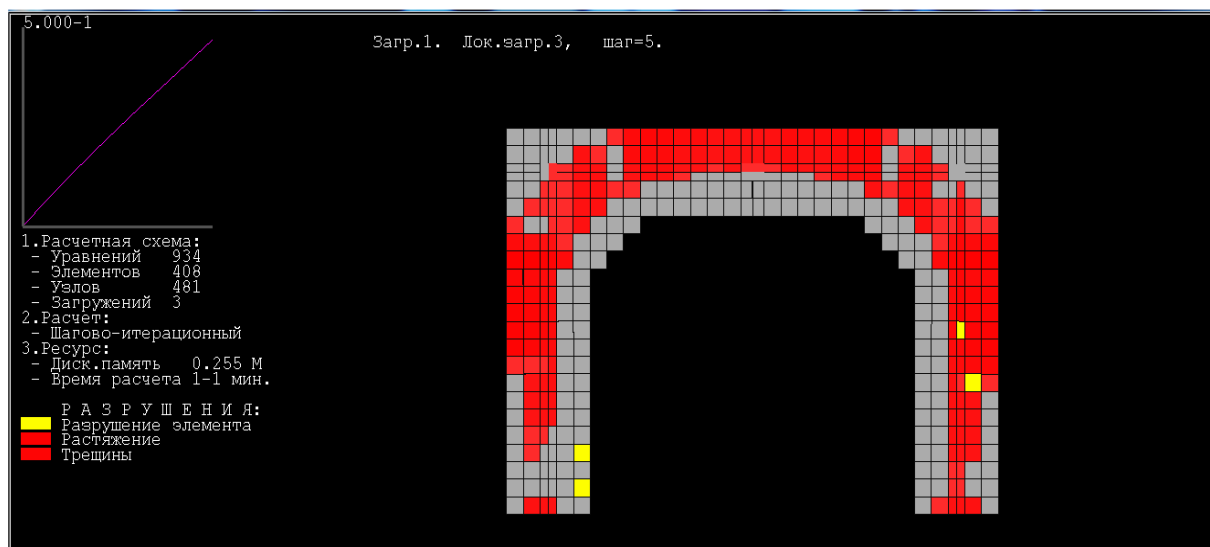 5.000-1
Загр.1. Лок.загр.3, шаг=5.
1.Расчетная схема:
- Уравнений 934
- Элементов 408
- Узлов 481
- Загружений 3
2.Расчет:
- Шагово-итерационный
3.Ресурс:
- Диск.память 0.255 М
- Время расчета 1-1 мин.
Р А З Р У Ш Е Н И Я:
Разрушение элемента
Растяжение
Трещины